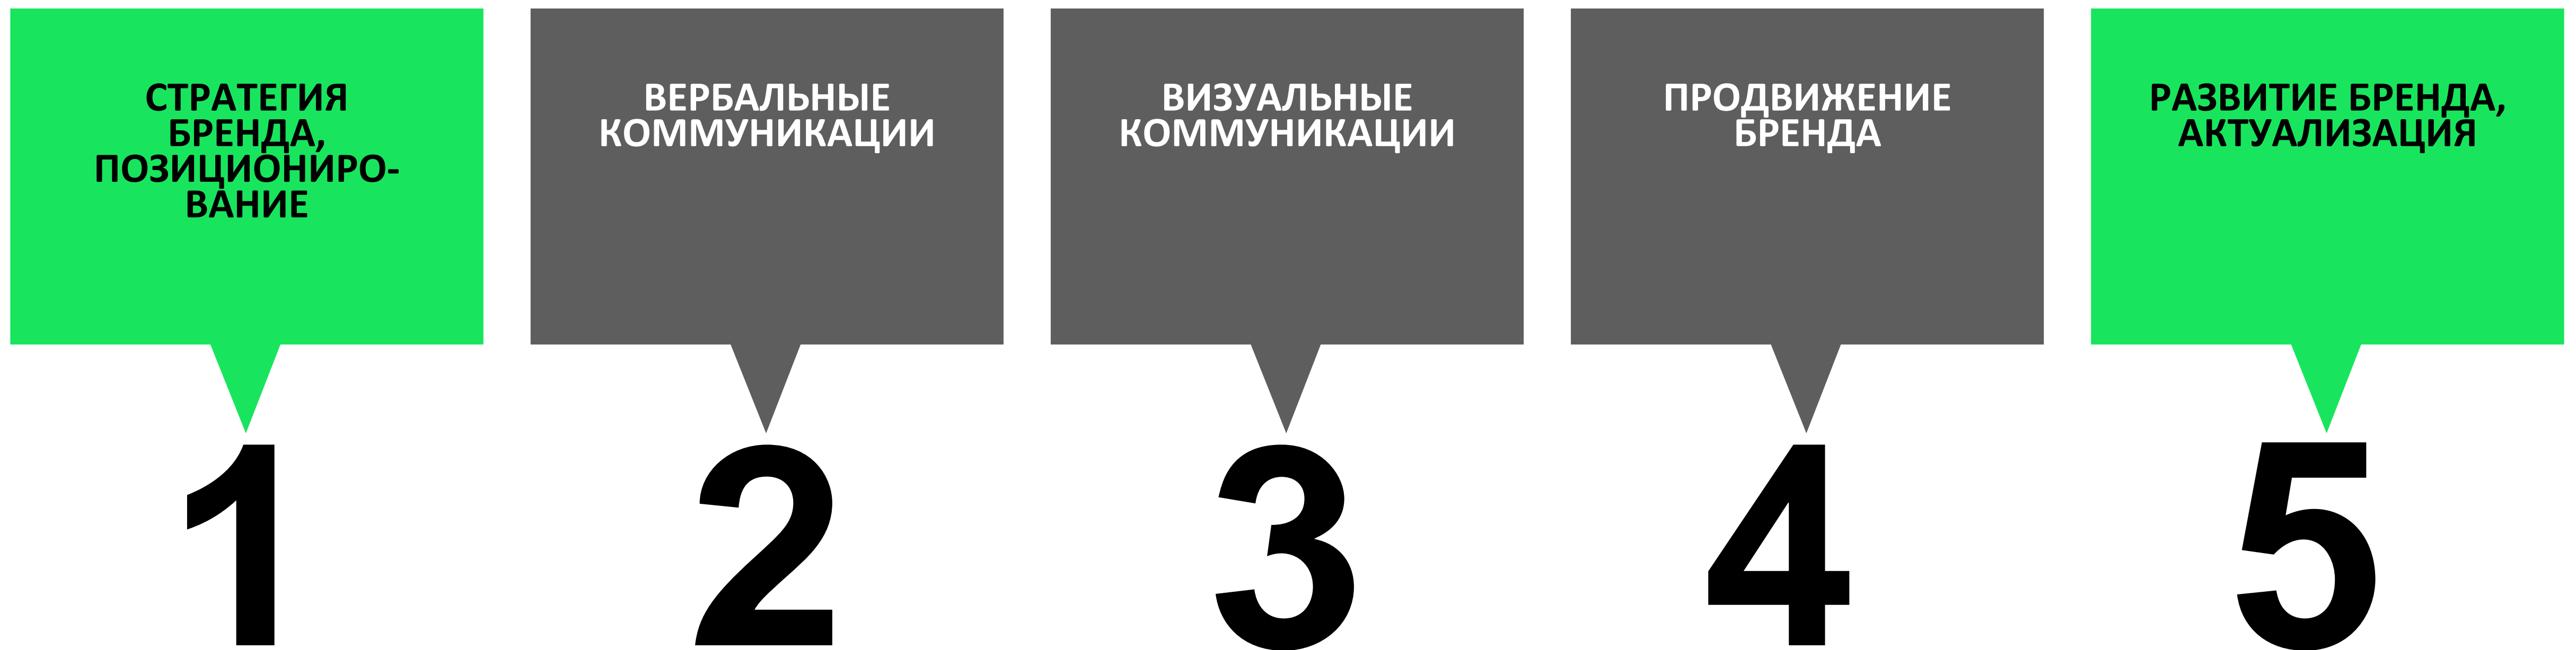 СТРАТЕГИЯ
БРЕНДА,
ПОЗИЦИОНИРО-
ВАНИЕ
1
ВЕРБАЛЬНЫЕ
КОММУНИКАЦИИ
2
ВИЗУАЛЬНЫЕ
КОММУНИКАЦИИ
3
ПРОДВИЖЕНИЕ
БРЕНДА
4
РАЗВИТИЕ БРЕНДА,
АКТУАЛИЗАЦИЯ
5